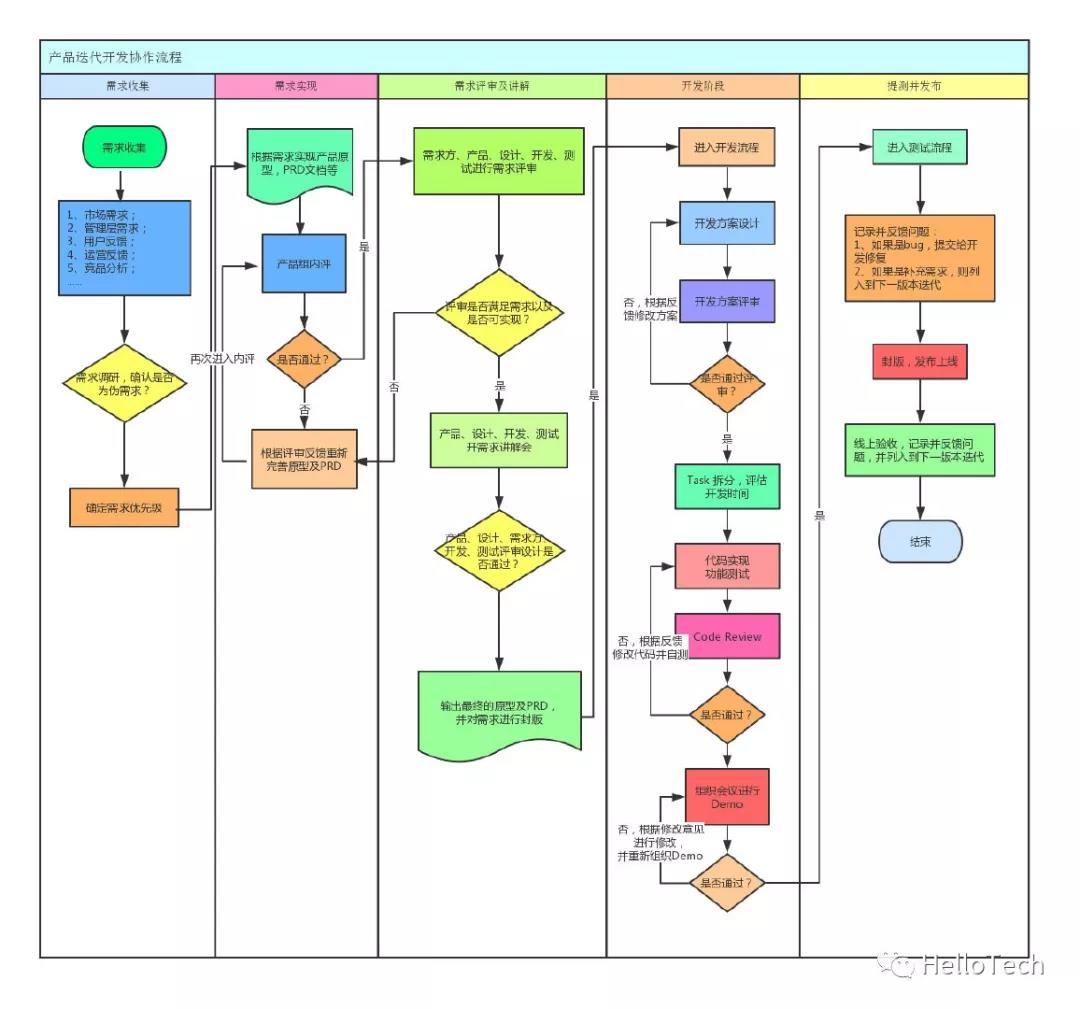 产品迭代开发协作流程
需求收集
需求实现
需求评审及讲解
开发阶段
提测并发布
需求收集
1、市场需求；
2、管理层需求；
3、用户反馈；
4、运营反馈；
5、竞品分析；
......
需求调研，确认是否
为伪需求？
确定需求优先级
根据需求实现产品原
型，PRD文档等
产品组内评
是否通过？
是
否
再次进入内评
根据评审反馈重新
完善原型及PRD
需求方、产品、设计、开发、测
试进行需求评审
评审是否满足需求以及
是否可实现？
否
是
产品、设计、开发、测试
开需求讲解会
产品、设计、需求方、
开发、测试评审设计是
否通过？
输出最终的原型及PRD，
并对需求进行封版
是
进入开发流程
开发方案设计
开发方案评审
否，根据反
馈修改方案
是否通过评
审？
是
Task 拆分，评估
开发时间
代码实现
功能测试
Code Review
否，根据反馈
修改代码并自测
是否通过？
组织会议进行
Demo
否，根据修改意见
进行修改，
并重新组织Demo
是否通过？
是
进入测试流程
记录并反馈问题：
1、如果是bug，提交给开
发修复
2、如果是补充需求，则列
入到下一版本迭代
封版，发布上线
线上验收，记录并反馈问
题，并列入到下一版本迭代
结束
HelloTech